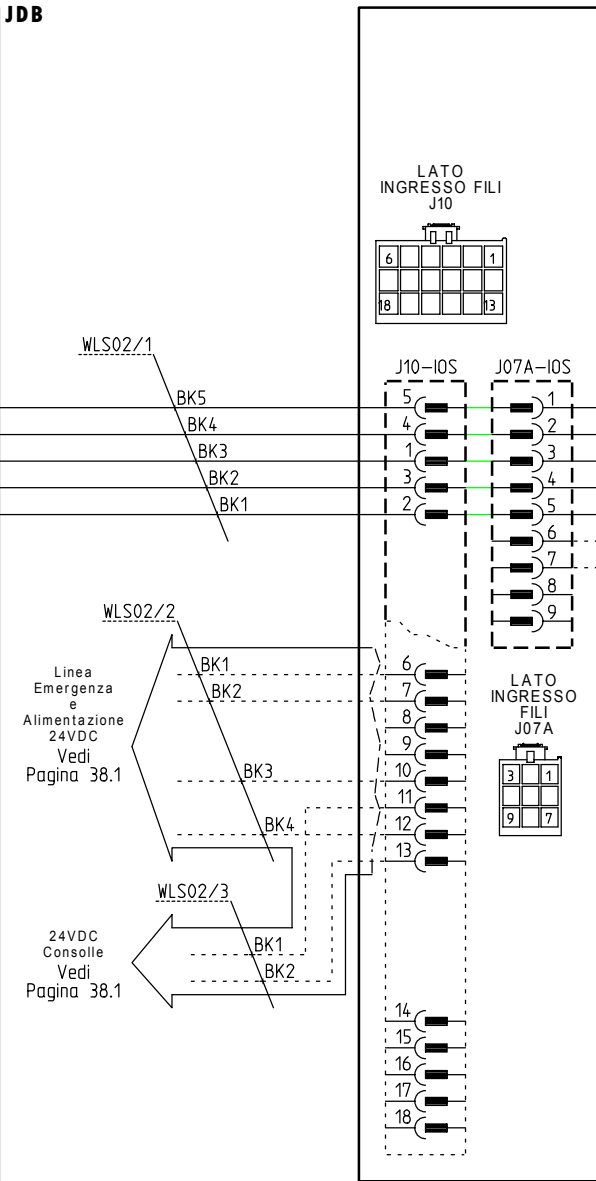 JDB
LATO
INGRESSO FILI
J10
6 1
18 13
WLS02/1
J10-IOS
J07A-IOS
BK5 5 1
BK4 4 2
BK3 1 3
BK2 3 4
BK1 2 5
6
7
8
9
WLS02/2
Linea
Emergenza
e
Alimentazione
24VDC
Vedi
Pagina 38.1
BK1 6
BK2 7
8
9
BK3 10
11
BK4 12
13
LATO
INGRESSO
FILI
J07A
3 1
9 7
WLS02/3
24VDC
Consolle
Vedi
Pagina 38.1
BK1
BK2
14
15
16
17
18